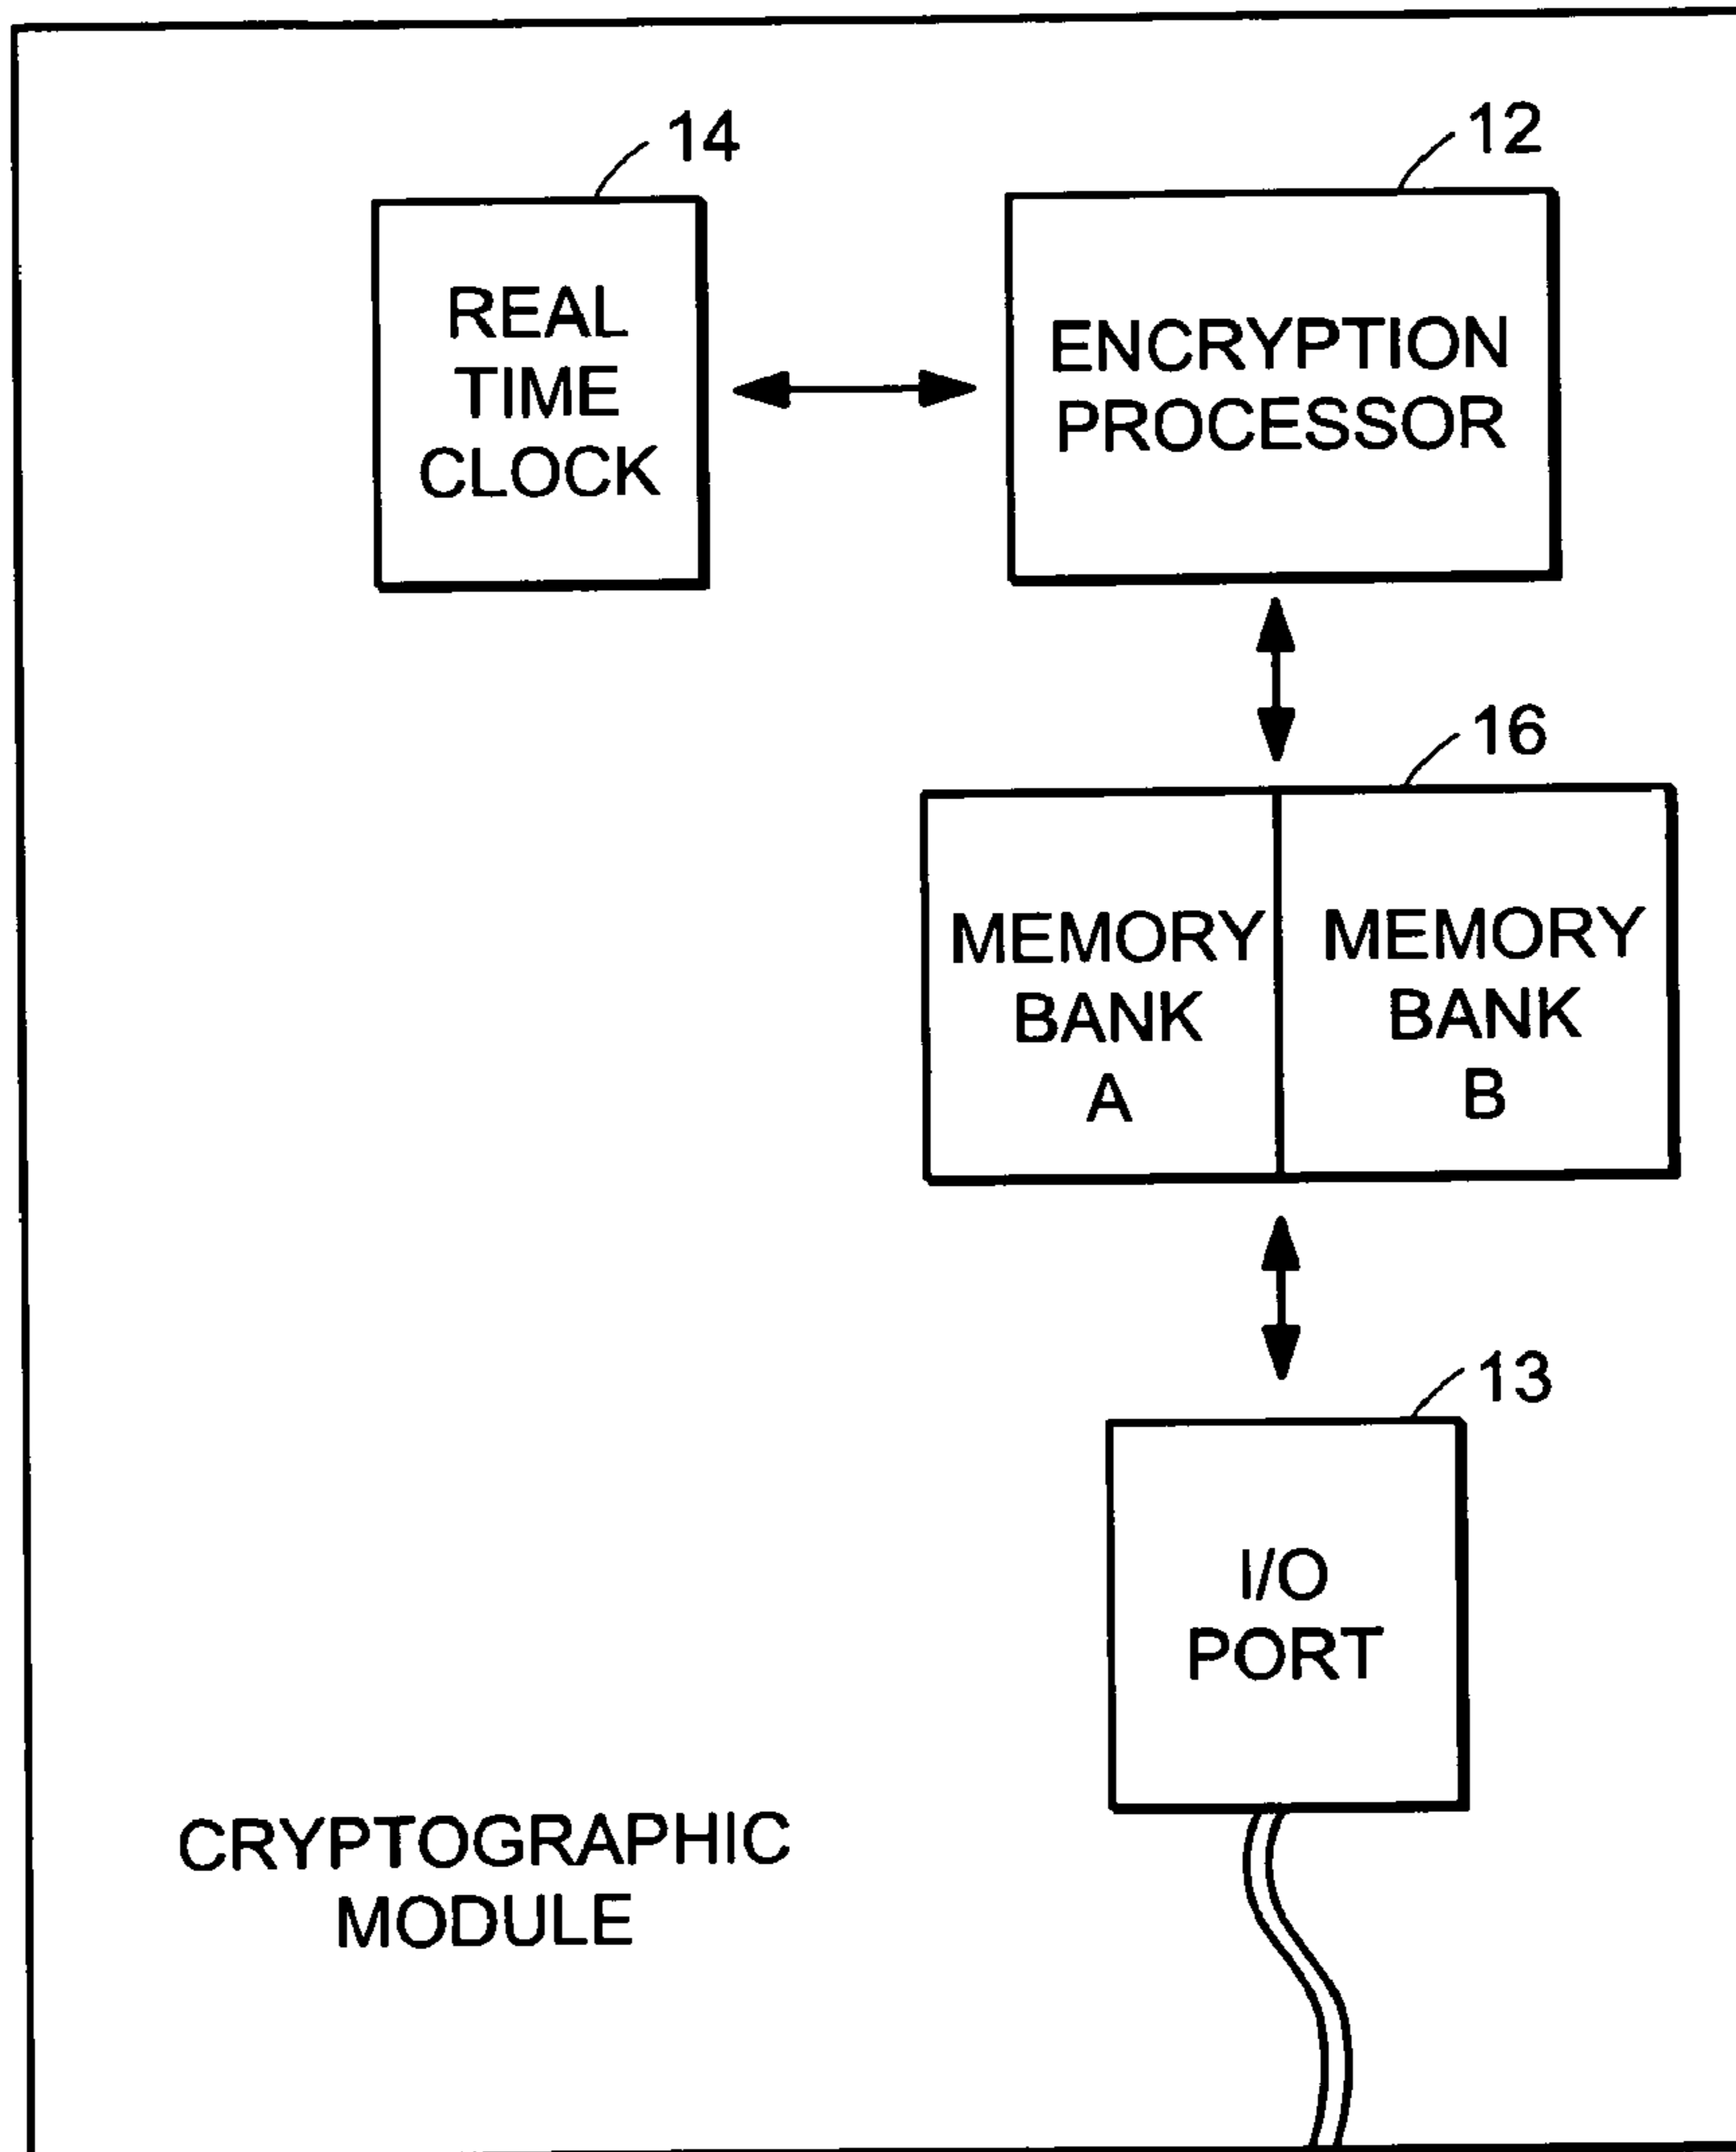 14
REAL
TIME
CLOCK
12
ENCRYPTION
PROCESSOR
16
MEMORY
BANK
A
MEMORY
BANK
B
13
I/O
PORT
CRYPTOGRAPHIC
MODULE